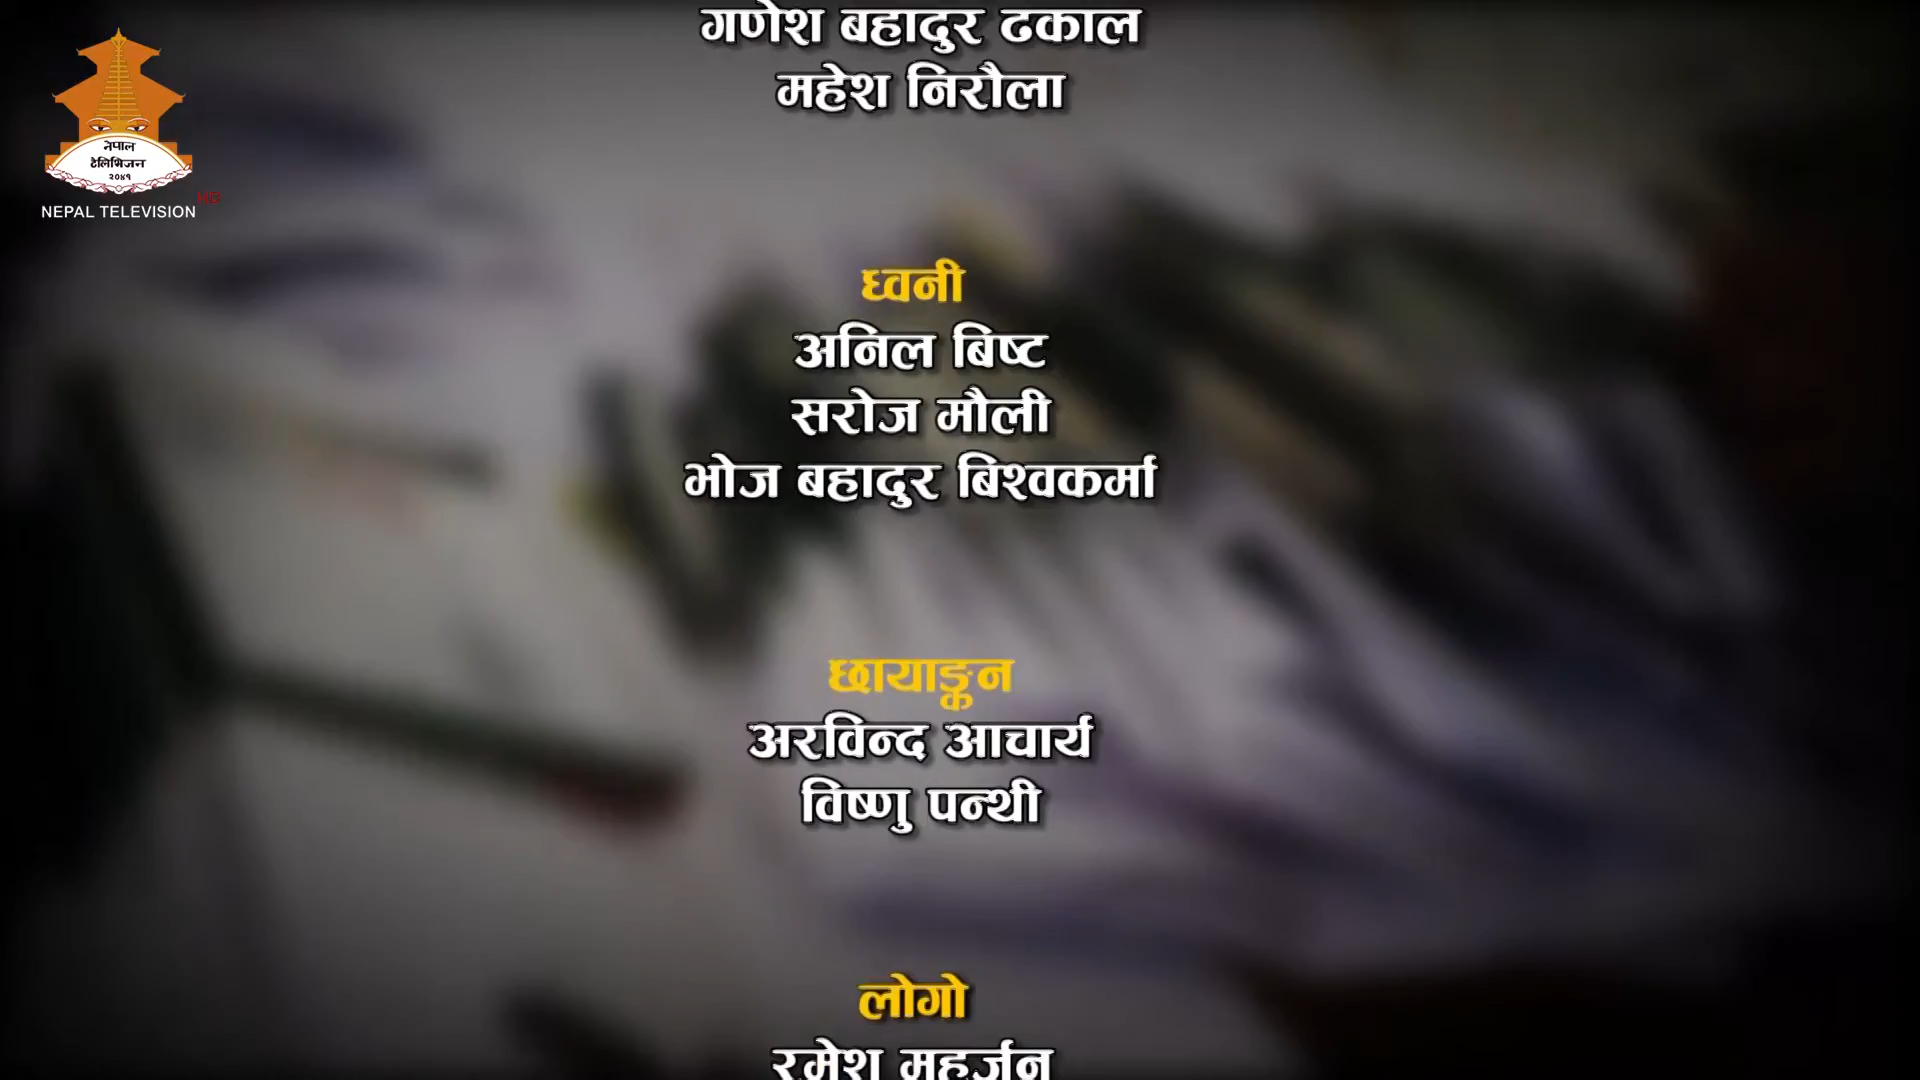 गणेश बहादुर ढकाल
महेश निरौला
नेपाल
टेलिभिजन
२०४१
HD
NEPAL TELEVISION
ध्वनी
अनिल बिष्ट
सरोज मौली
भोज बहादुर बिश्वकर्मा
छायाङ्कन
अरविन्द आचार्य
विष्णु पन्थी
लोगो
रमेश महर्जन